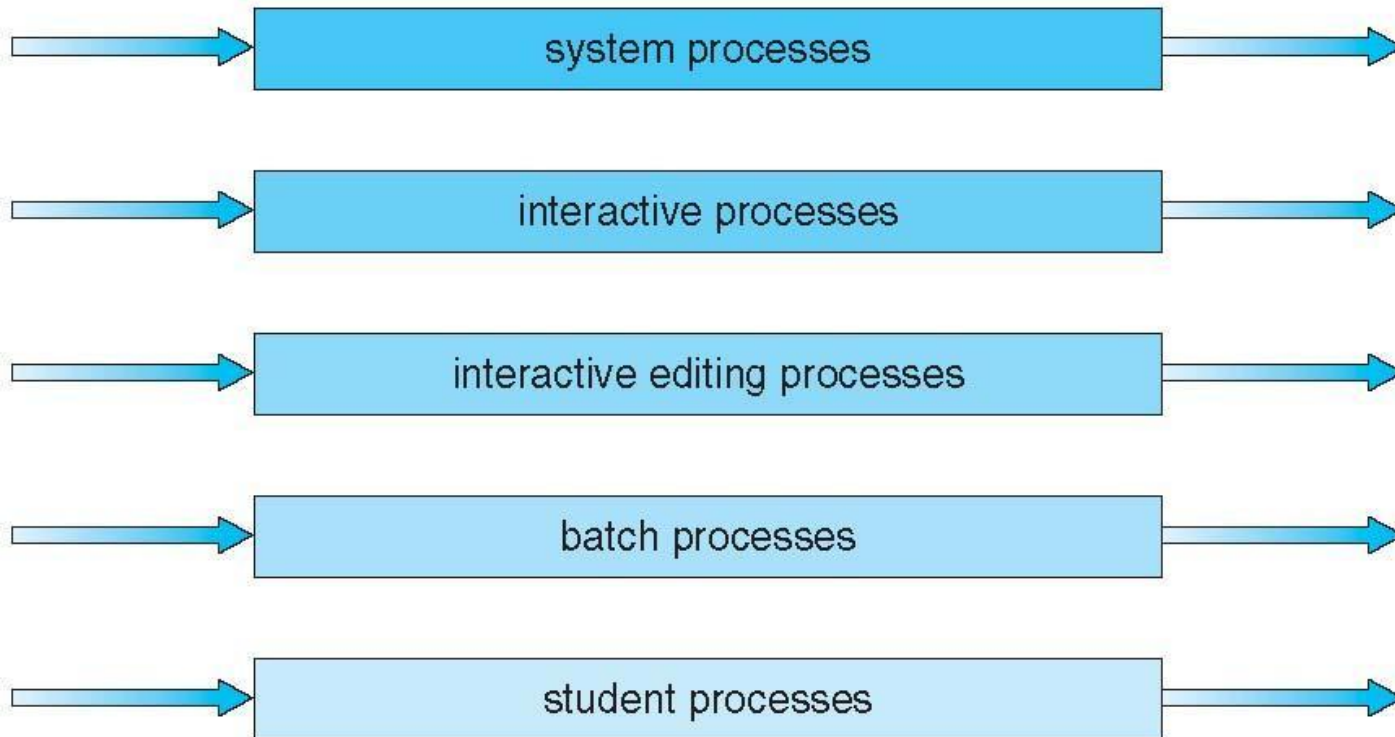 system processes
interactive processes
interactive editing processes
batch processes
student processes